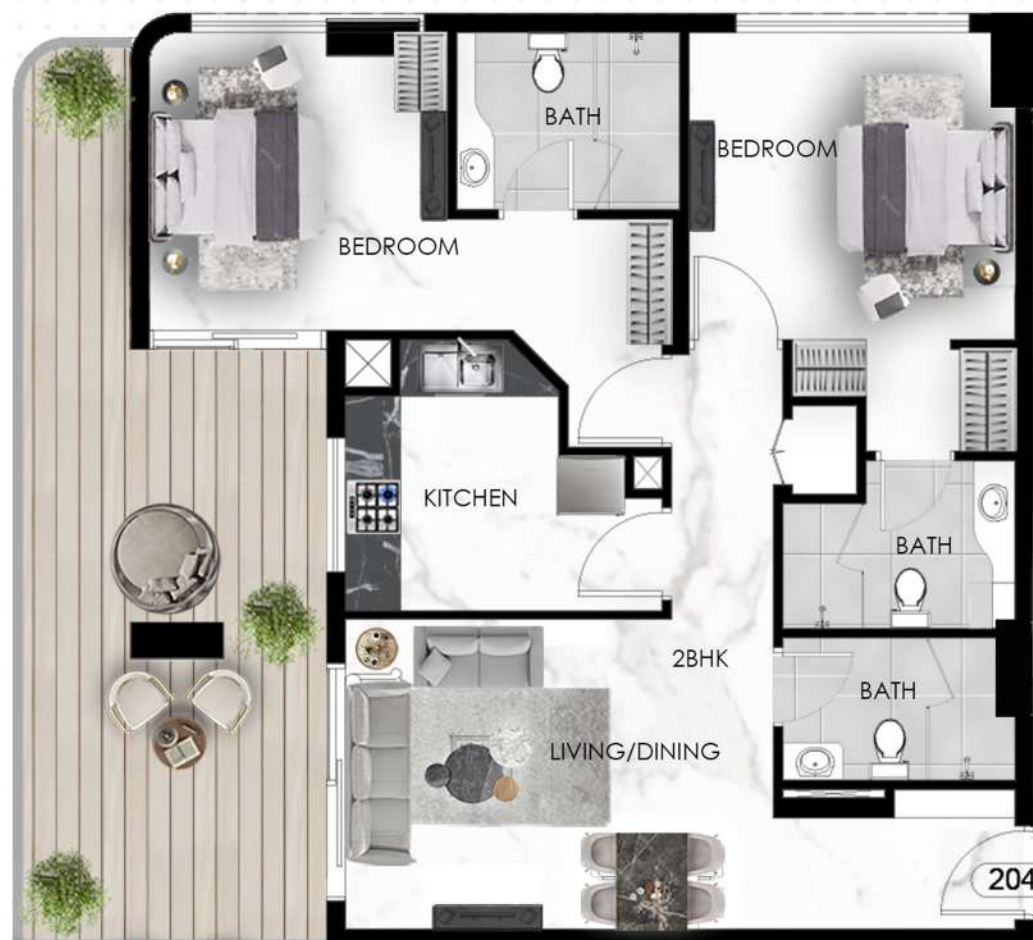 BATH
BEDROOM
BEDROOM
KITCHEN
BATH
2BHK
BATH
LIVING/DINING
204